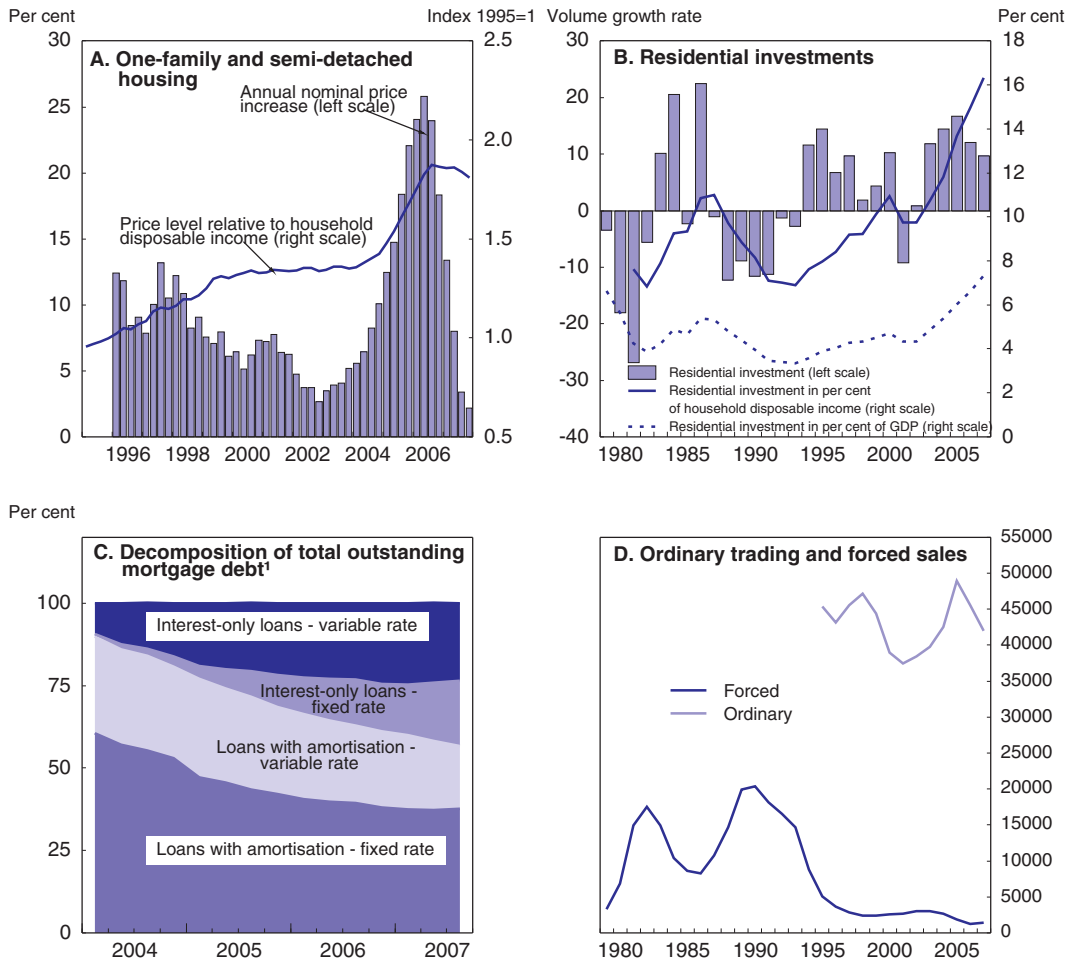 Per cent
Index 1995=1
30
2.5
A. One-family and semi-detached
housing
Annual nominal price
increase (left scale)
25
2.0
20
Price level relative to household
disposable income (right scale)
15
1.5
10
1.0
5
0
0.5
1996 1998 2000 2002 2004 2006
Volume growth rate
Per cent
30
18
B. Residential investments
16
20
14
10
12
0
10
-10
8
6
-20
4
Residential investment (left scale)
-30
Residential investment in per cent
of household disposable income (right scale)
2
Residential investment in per cent of GDP (right scale)
-40
0
1980 1985 1990 1995 2000 2005
Per cent
C. Decomposition of total outstanding
mortgage debt¹
100
Interest-only loans - variable rate
75
Interest-only loans -
fixed rate
Loans with amortisation -
variable rate
50
25
Loans with amortisation - fixed rate
0
2004 2005 2006 2007
D. Ordinary trading and forced sales
55000
50000
45000
40000
35000
Forced
Ordinary
30000
25000
20000
15000
10000
5000
0
1980 1985 1990 1995 2000 2005